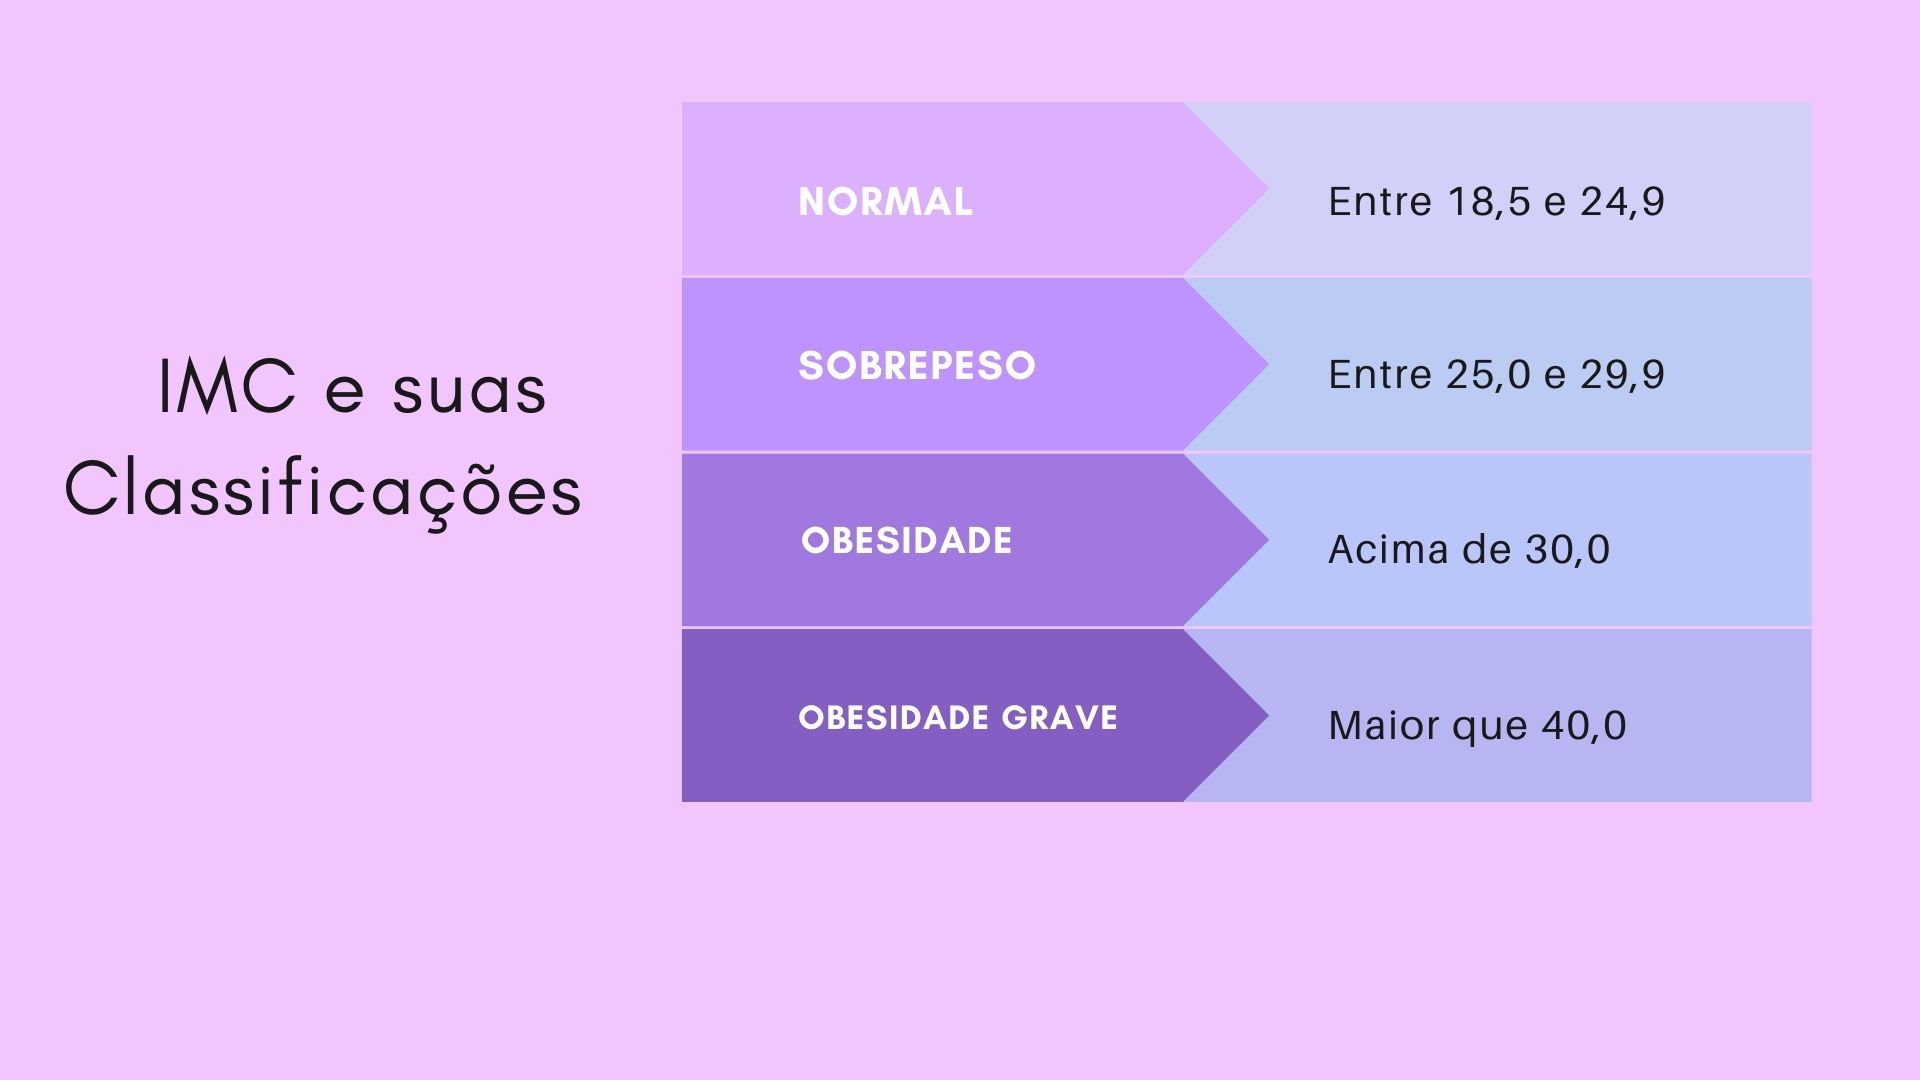 IMC e suas
Classificações
NORMAL
Entre 18,5 e 24,9
SOBREPESO
Entre 25,0 e 29,9
OBESIDADE
Acima de 30,0
OBESIDADE GRAVE
Maior que 40,0